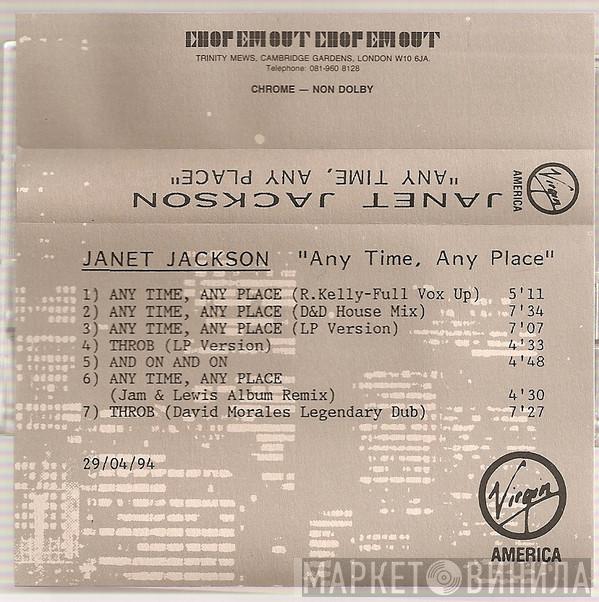 CHOP EM OUT CHOP EM OUT
TRINITY MEWS, CAMBRIDGE GARDENS, LONDON W10 6JA.
Telephone: 081-960 8128
CHROME — NON DOLBY
"ANY TIME, ANY PLACE"
JANET JACKSON
Virgin
AMERICA
JANET JACKSON "Any Time, Any Place"
1) ANY TIME, ANY PLACE (R.Kelly-Full Vox Up) 5'11
2) ANY TIME, ANY PLACE (D&D House Mix) 7'34
3) ANY TIME, ANY PLACE (LP Version) 7'07
4) THROB (LP Version) 4'33
5) AND ON AND ON 4'48
6) ANY TIME, ANY PLACE
(Jam & Lewis Album Remix) 4'30
7) THROB (David Morales Legendary Dub) 7'27
29/04/94
Virgin
AMERICA
МАРКЕТ ВИНИЛА